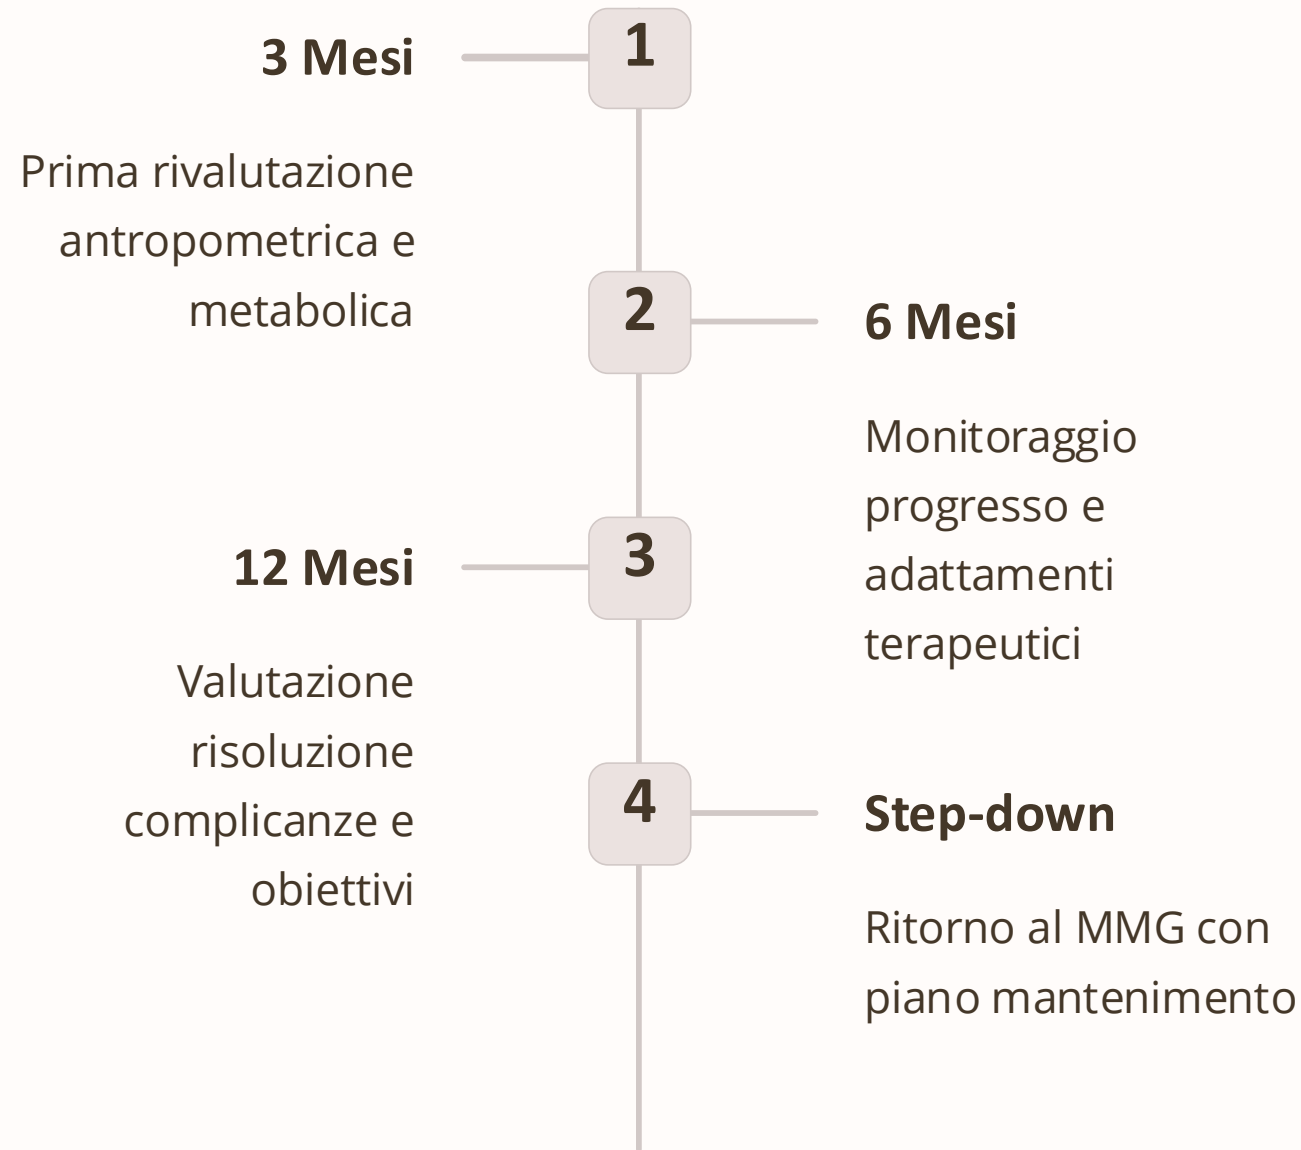 1
3 Mesi
Prima rivalutazione
antropometrica e
metabolica
2
6 Mesi
Monitoraggio
progresso e
adattamenti
terapeutici
3
12 Mesi
Valutazione
risoluzione
complicanze e
obiettivi
4
Step-down
Ritorno al MMG con
piano mantenimento